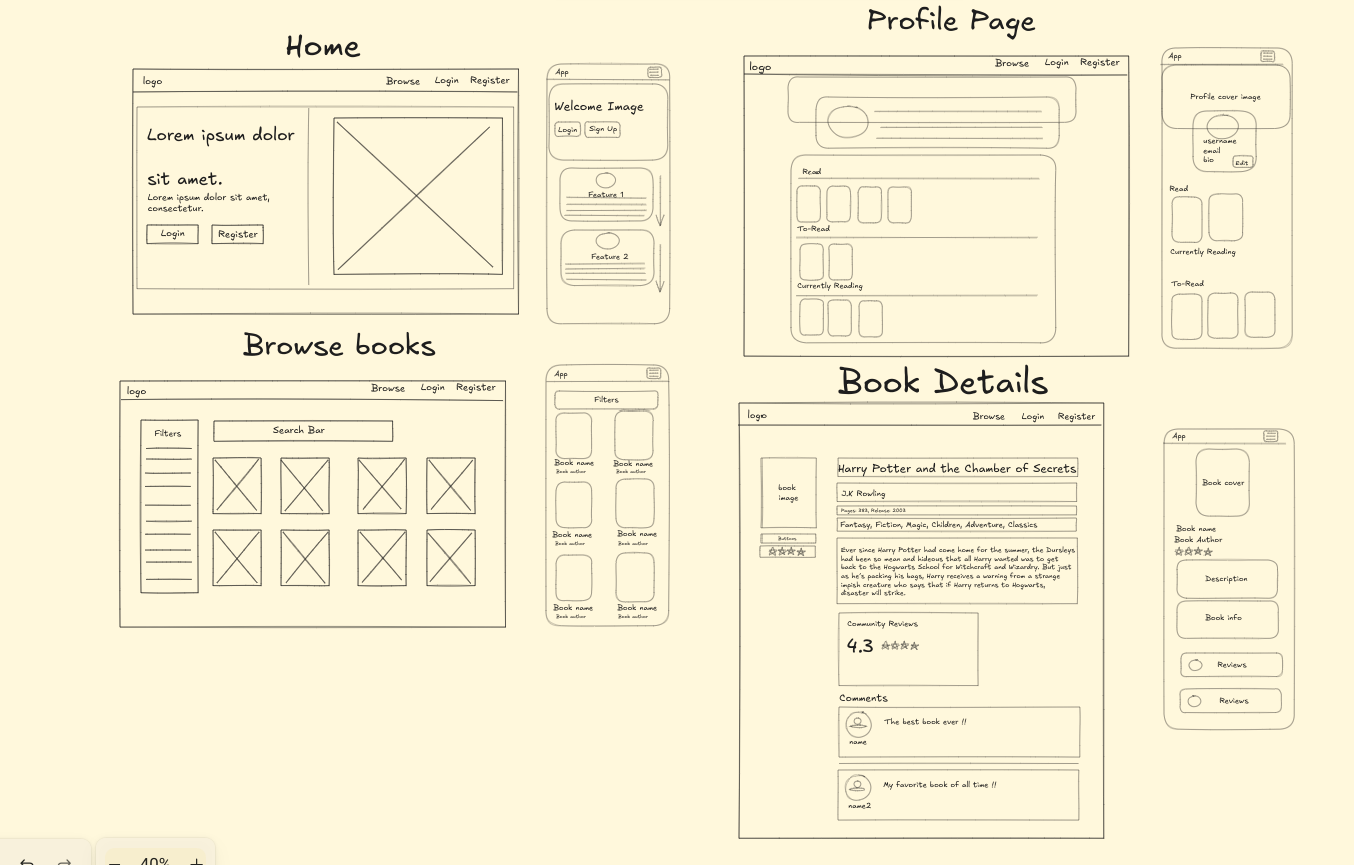 Home
logo
Browse Login Register
Lorem ipsum dolor
sit amet.
Lorem ipsum dolor sit amet,
consectetur.
Login Register
App
Welcome Image
Login Sign Up
Feature 1
Feature 2
Browse books
logo
Browse Login Register
Filters
Search Bar
App
Filters
Book name Book name
Book author Book author
Book name Book name
Book author Book author
Book name Book name
Book author Book author
Profile Page
logo
Browse Login Register
Read
To-Read
Currently Reading
App
Profile cover image
username
email
bio
Edit
Read
Currently Reading
To-Read
Book Details
logo
Browse Login Register
book
image
Buttons
Harry Potter and the Chamber of Secrets
J.K Rowling
Pages: 383, Release: 2003
Fantasy, Fiction, Magic, Children, Adventure, Classics
Ever since Harry Potter had come home for the summer, the Dursleys
had been so mean and hideous that all Harry wanted was to get
back to the Hogwarts School for Witchcraft and Wizardry. But just
as he's packing his bags, Harry receives a warning from a strange
impish creature who says that if Harry returns to Hogwarts,
disaster will strike.
Community Reviews
4.3
Comments
The best book ever !!
name
My favorite book of all time !!
name2
App
Book cover
Book name
Book Author
Description
Book info
Reviews
Reviews
40%